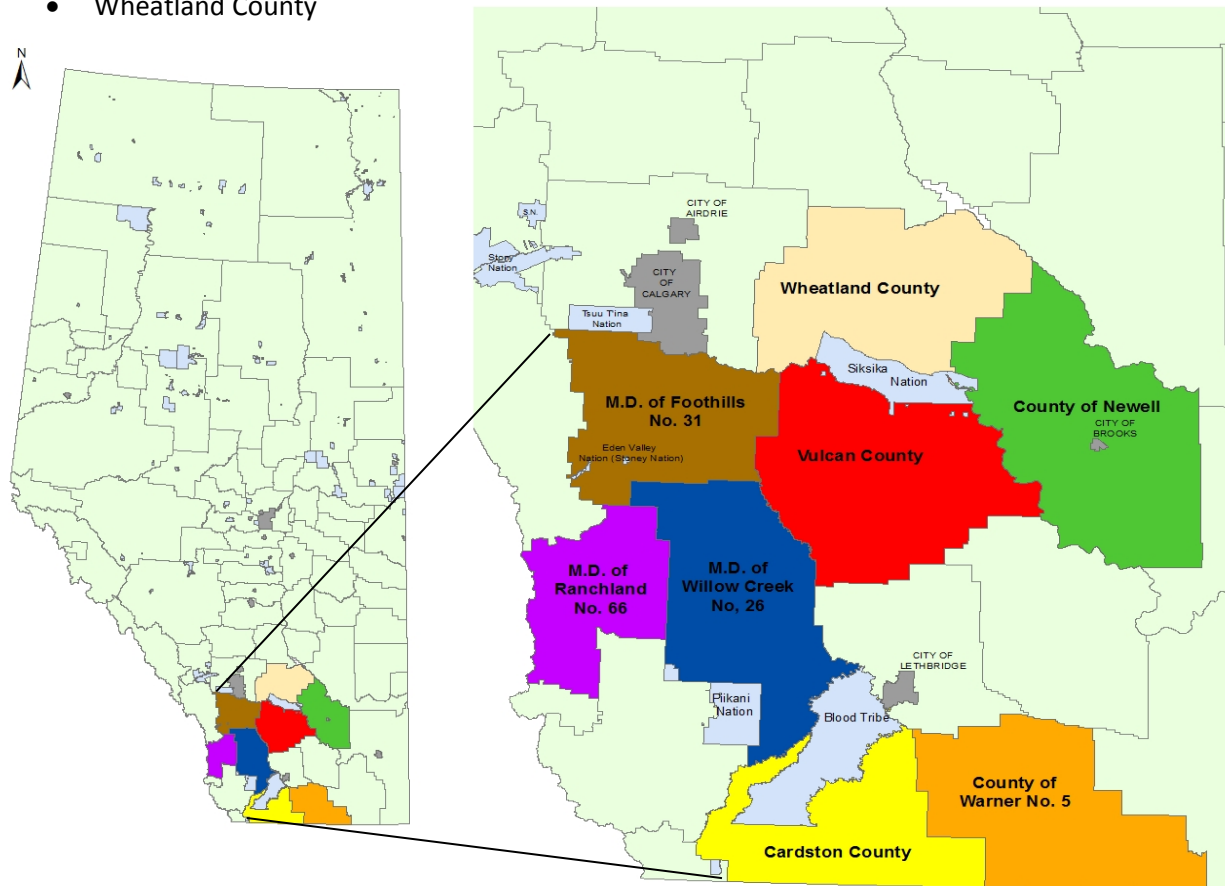 • Wheatland County
N
CITY OF
AIRDRIE
S.N.
Stony
Nation
CITY
OF
CALGARY
Wheatland County
Tsuu T'ina
Nation
Siksika
Nation
M.D. of Foothills
No. 31
County of Newell
CITY OF
BROOKS
Eden Valley
Nation (Stoney Nation)
Vulcan County
M.D. of
Ranchland
No. 66
M.D. of
Willow Creek
No, 26
CITY OF
LETHBRIDGE
Piikani
Nation
Blood Tribe
County of
Warner No. 5
Cardston County